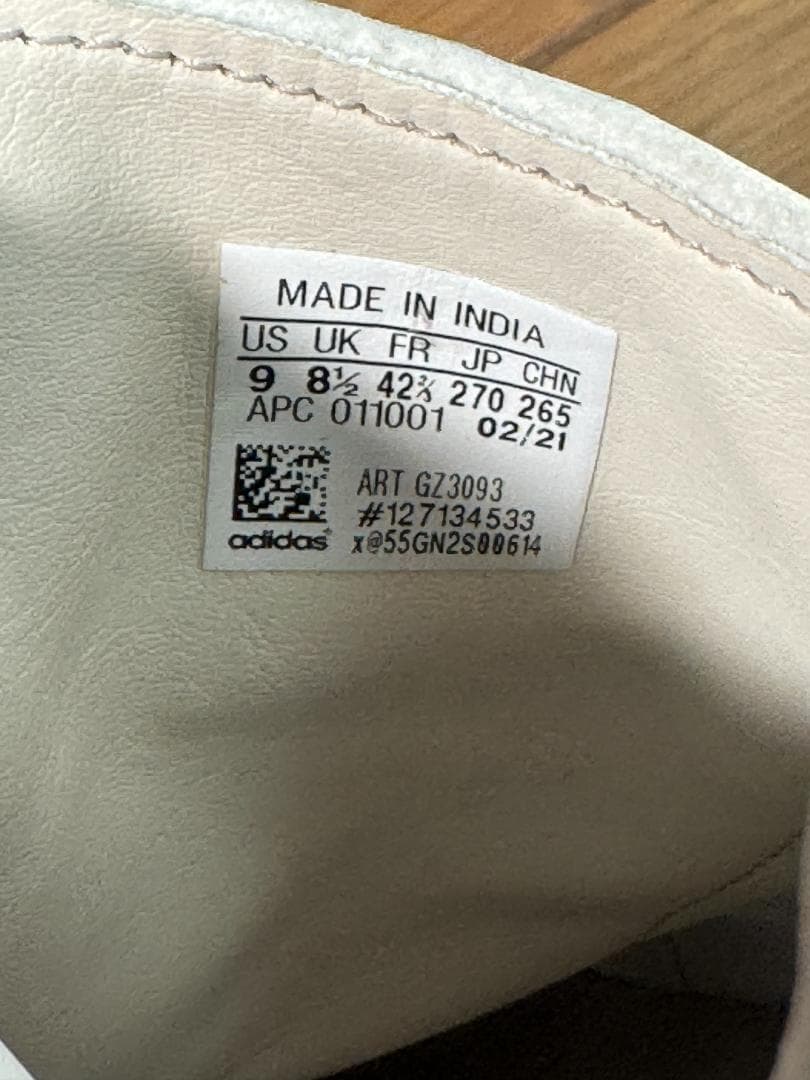 MADE IN INDIA
US UK FR JP CHN
9 8½ 42⅔ 270 265
APC 011001 02/21
ART GZ3093
#127134533
adidas x@55GN2S00614